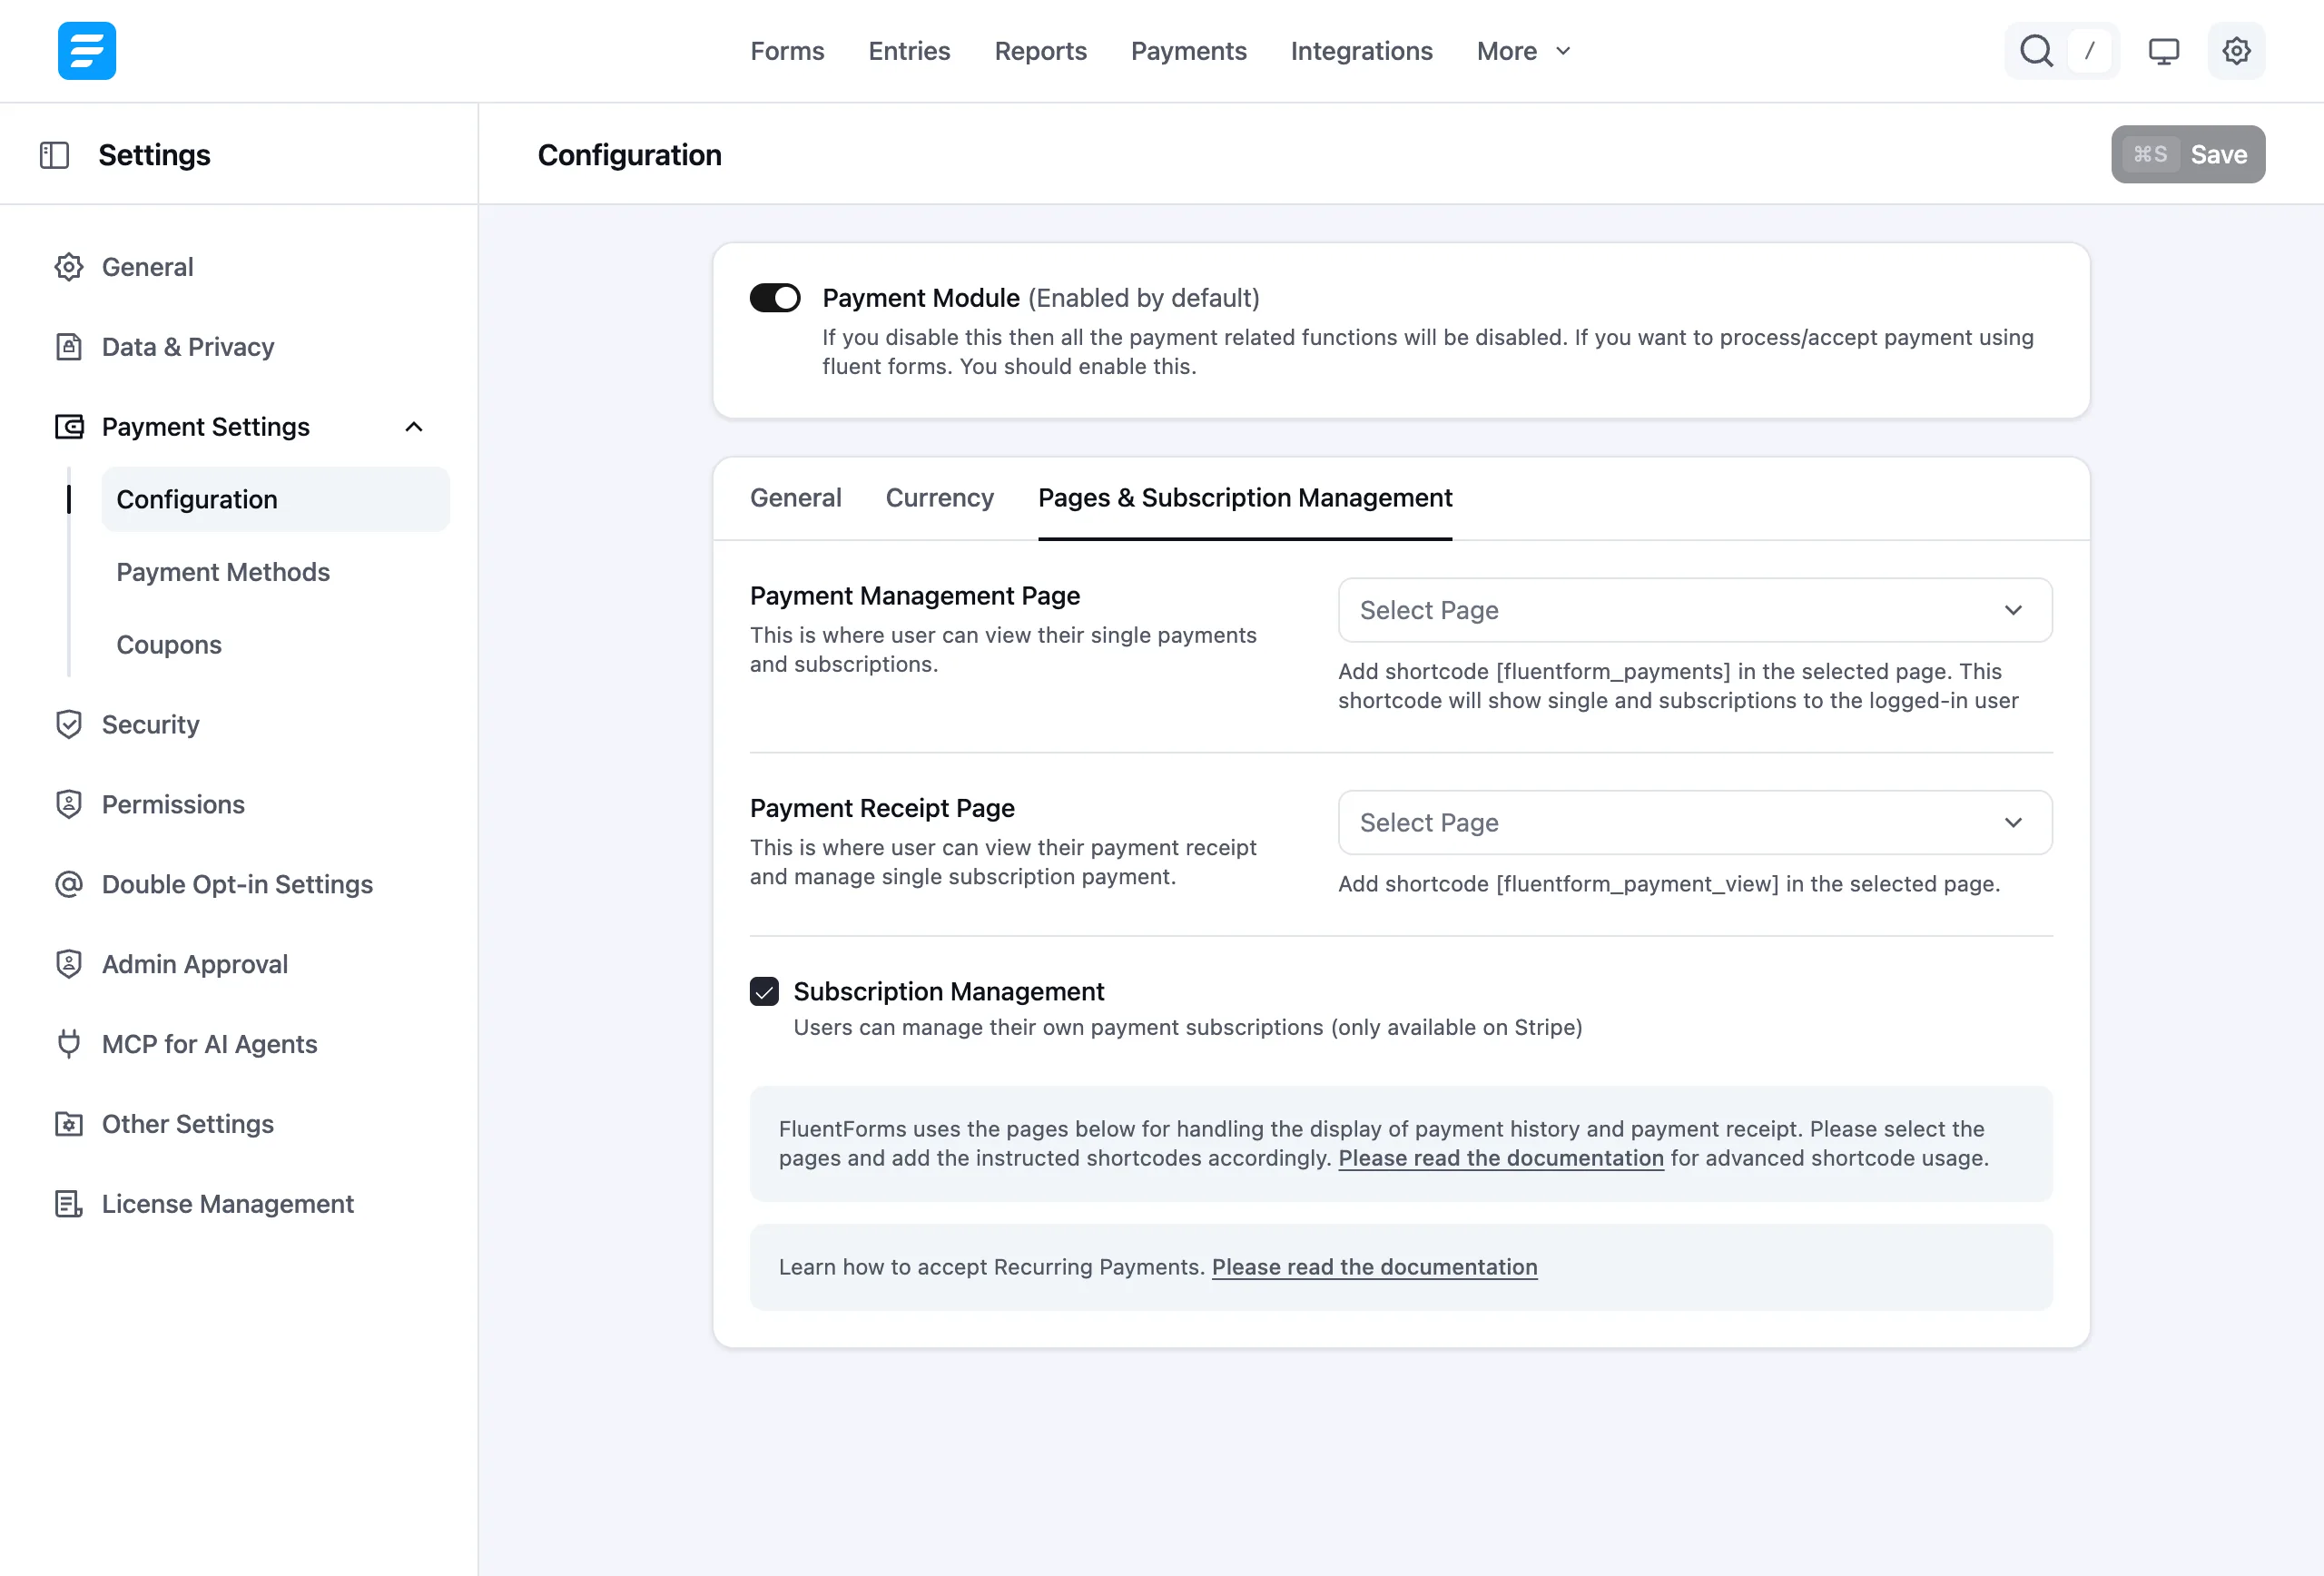 Forms Entries Reports Payments Integrations More /
Settings
Configuration
⌘S Save
General
Data & Privacy
Payment Settings
Configuration
Payment Methods
Coupons
Security
Permissions
Double Opt-in Settings
Admin Approval
MCP for AI Agents
Other Settings
License Management
Payment Module (Enabled by default)
If you disable this then all the payment related functions will be disabled. If you want to process/accept payment using
fluent forms. You should enable this.
General Currency Pages & Subscription Management
Payment Management Page
This is where user can view their single payments
and subscriptions.
Select Page
Add shortcode [fluentform_payments] in the selected page. This
shortcode will show single and subscriptions to the logged-in user
Payment Receipt Page
This is where user can view their payment receipt
and manage single subscription payment.
Select Page
Add shortcode [fluentform_payment_view] in the selected page.
Subscription Management
Users can manage their own payment subscriptions (only available on Stripe)
FluentForms uses the pages below for handling the display of payment history and payment receipt. Please select the
pages and add the instructed shortcodes accordingly. Please read the documentation for advanced shortcode usage.
Learn how to accept Recurring Payments. Please read the documentation